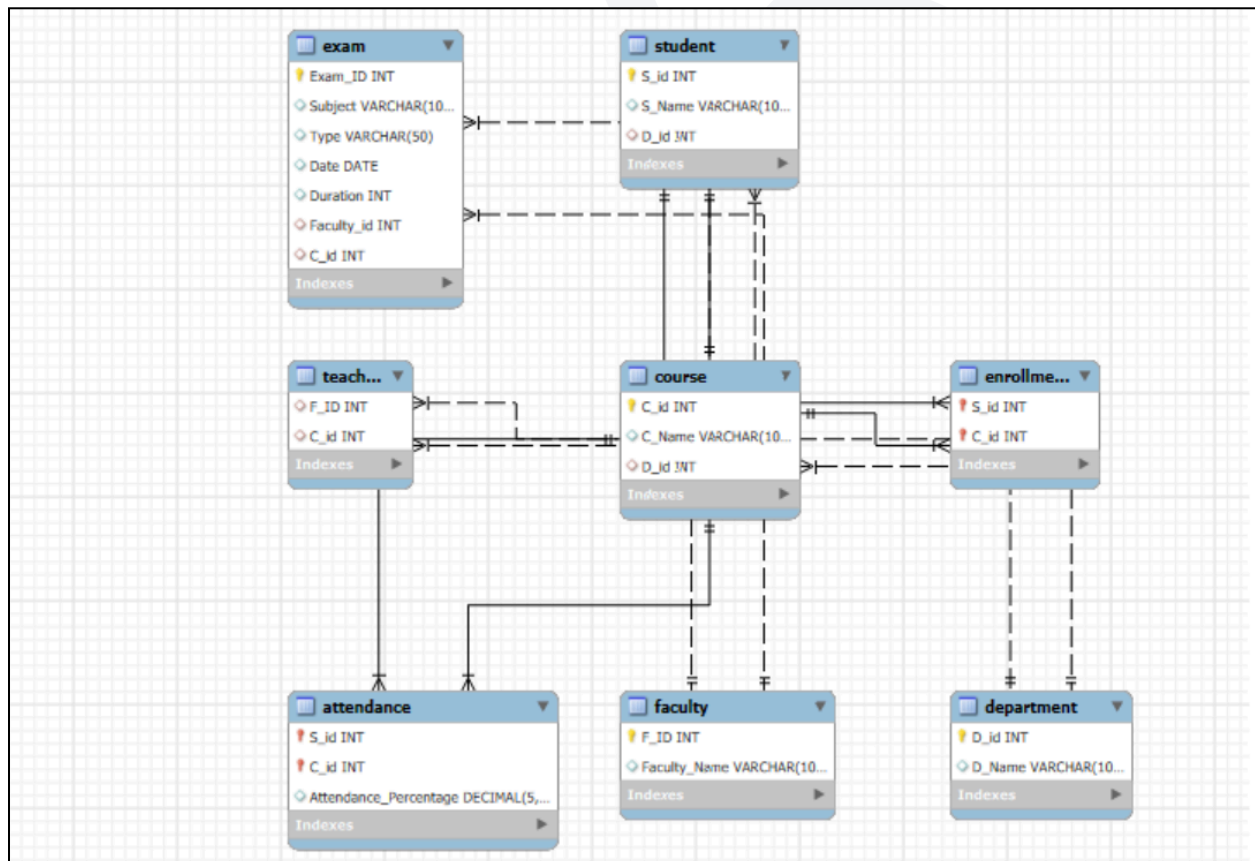 exam
Exam_ID INT
Subject VARCHAR(10...
Type VARCHAR(50)
Date DATE
Duration INT
Faculty_id INT
C_id INT
Indexes
student
S_id INT
S_Name VARCHAR(10...
D_id INT
Indexes
teach...
F_ID INT
C_id INT
Indexes
course
C_id INT
C_Name VARCHAR(10...
D_id INT
Indexes
enrollme...
S_id INT
C_id INT
Indexes
attendance
S_id INT
C_id INT
Attendance_Percentage DECIMAL(5,...
Indexes
faculty
F_ID INT
Faculty_Name VARCHAR(10...
Indexes
department
D_id INT
D_Name VARCHAR(10...
Indexes